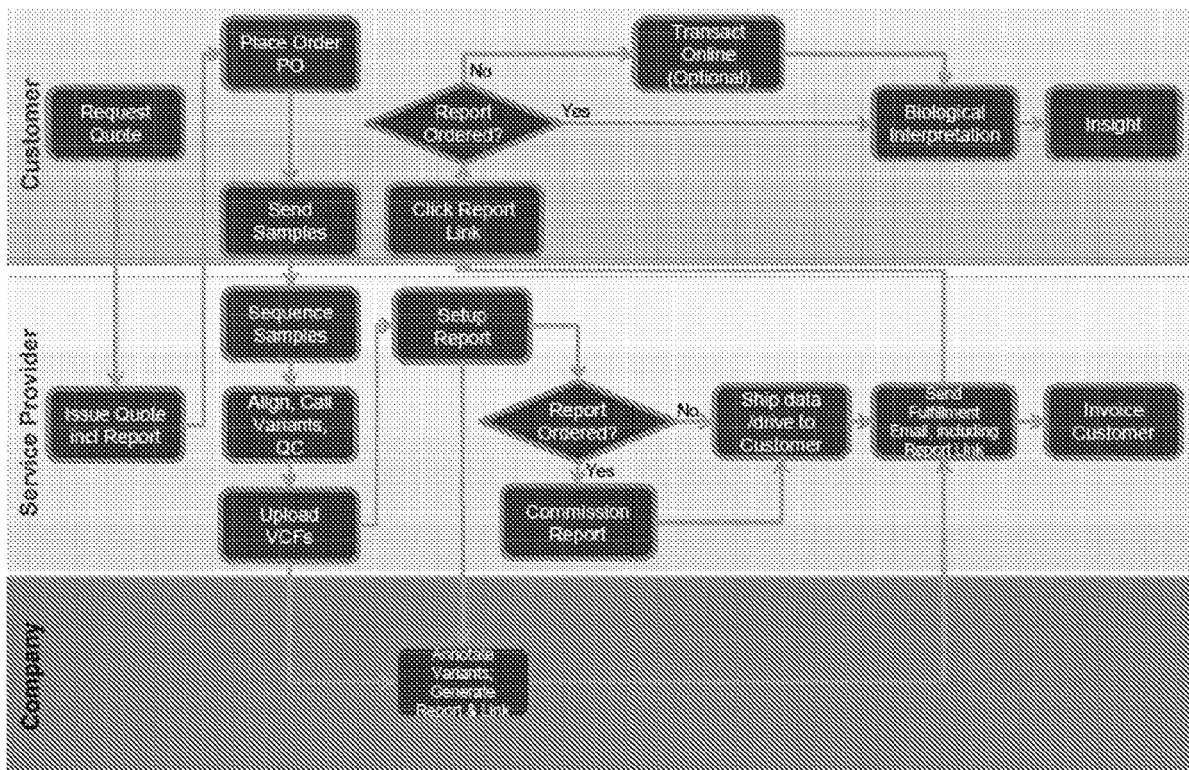 Customer
Request
Quote
Place Order
PO
Send
Samples
No
Report
Ordered?
Yes
Click Report
Link
Transact
Online
(Optional)
Biological
Interpretation
Insight
Service Provider
Issue Quote
incl Report
Sequence
Samples
Align, Call
Variants,
QC
Upload
VCFs
Setup
Report
Report
Ordered?
No
Yes
Commission
Report
Ship data
drive to
Customer
Send
Fulfillment
Email, including
Report Link
Invoice
Customer
Company
Variants,
Generate
Report & Link